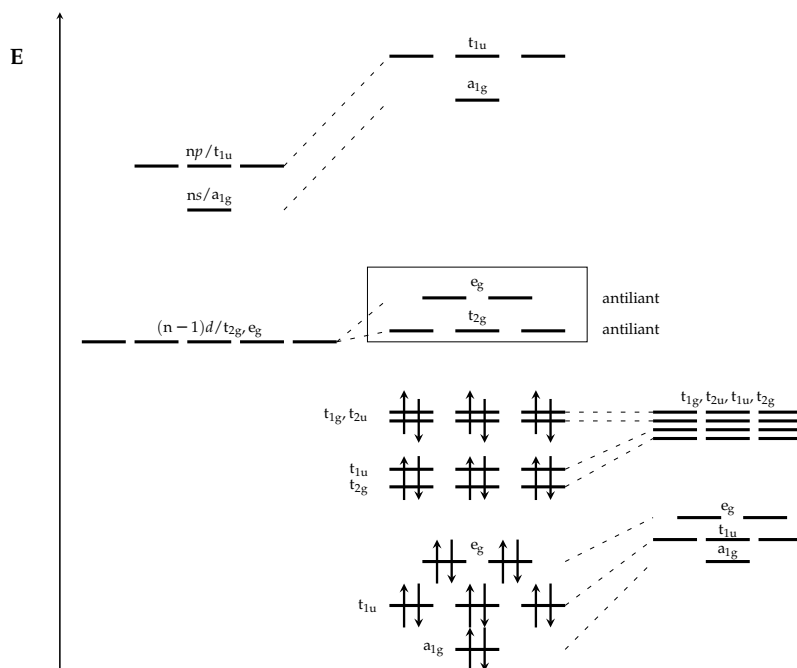 E
t1u
a1g
np/t1u
ns/a1g
eg
antiliant
(n − 1)d/t2g, eg
t2g
antiliant
t1g, t2u
t1g, t2u, t1u, t2g
t1u
t2g
eg
eg
t1u
a1g
t1u
a1g